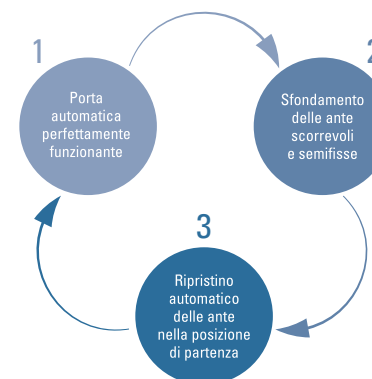 1
Porta
automatica
perfettamente
funzionante
2
Sfondamento
delle ante
scorrevoli
e semifisse
3
Ripristino
automatico
delle ante
nella posizione
di partenza